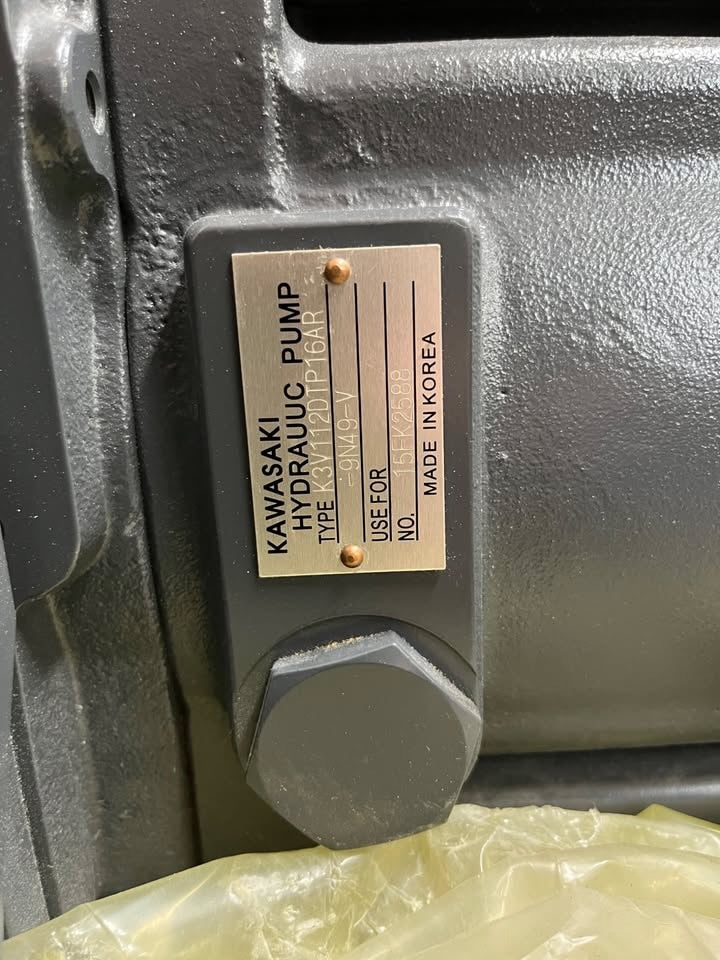 KAWASAKI
HYDRAUUC PUMP
TYPE K3V112DTP16AR
-9N49-V
USE FOR
NO. 15FK2588
MADE IN KOREA